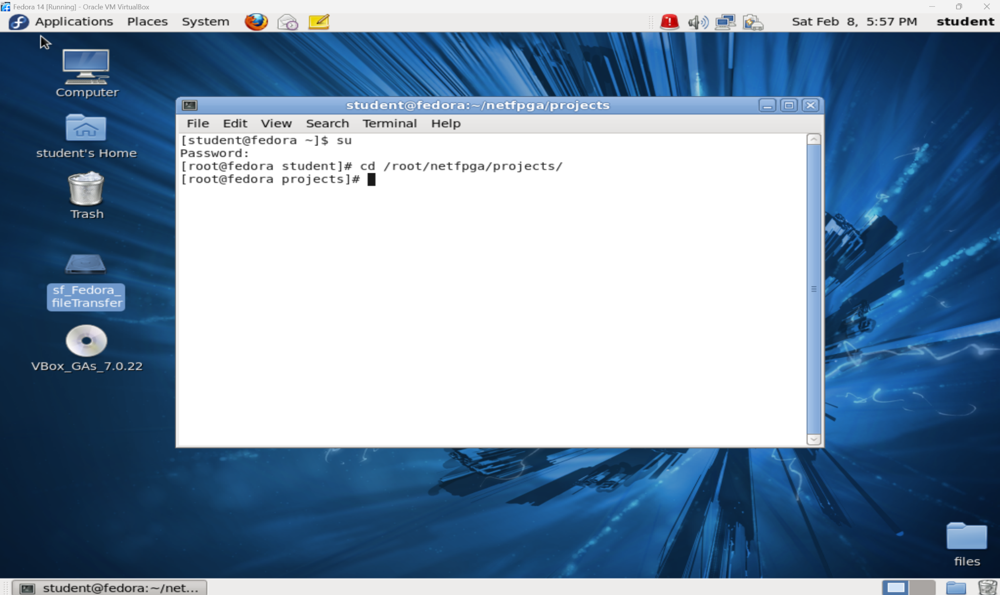 Fedora 14 [Running] - Oracle VM VirtualBox
Applications Places System Sat Feb 8, 5:57 PM student
Computer
student's Home
Trash
sf_Fedora_
fileTransfer
VBox_GAs_7.0.22
student@fedora:~/netfpga/projects
File Edit View Search Terminal Help
[student@fedora ~]$ su
Password:
[root@fedora student]# cd /root/netfpga/projects/
[root@fedora projects]#
files
student@fedora:~/net...